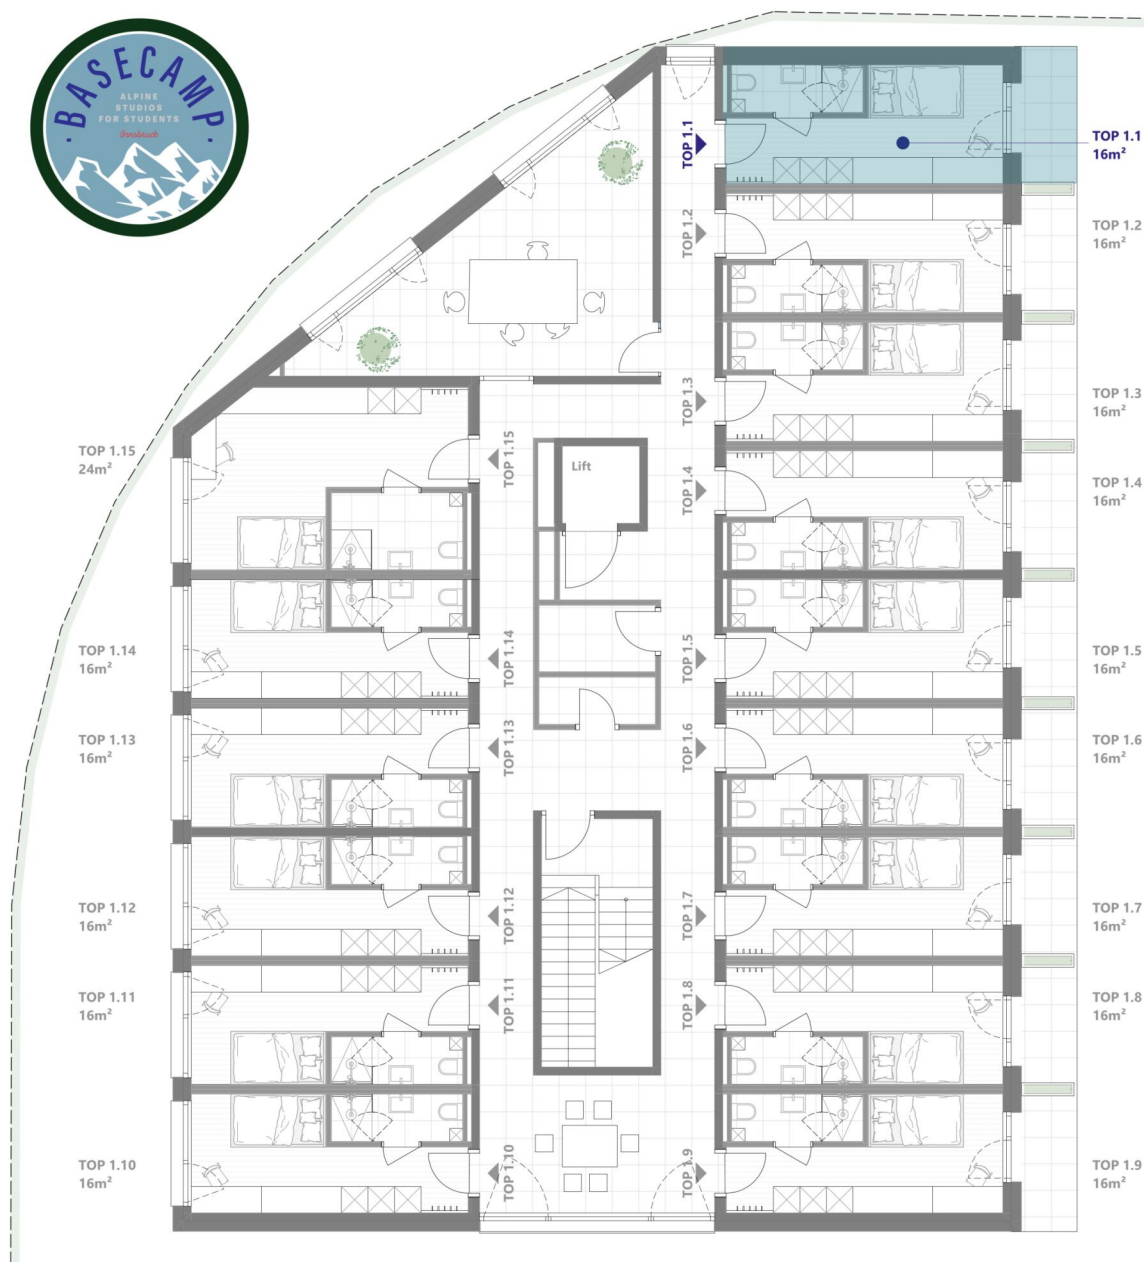 BASECAMP
ALPINE
STUDIOS
FOR STUDENTS
Innsbruck
TOP 1.1
TOP 1.1
16m²
TOP 1.2
TOP 1.2
16m²
TOP 1.3
TOP 1.3
16m²
TOP 1.15
24m²
TOP 1.15
Lift
TOP 1.4
TOP 1.4
16m²
TOP 1.14
16m²
TOP 1.14
TOP 1.5
TOP 1.5
16m²
TOP 1.13
16m²
TOP 1.13
TOP 1.6
TOP 1.6
16m²
TOP 1.12
16m²
TOP 1.12
TOP 1.7
TOP 1.7
16m²
TOP 1.11
16m²
TOP 1.11
TOP 1.8
TOP 1.8
16m²
TOP 1.10
16m²
TOP 1.10
TOP 1.9
TOP 1.9
16m²